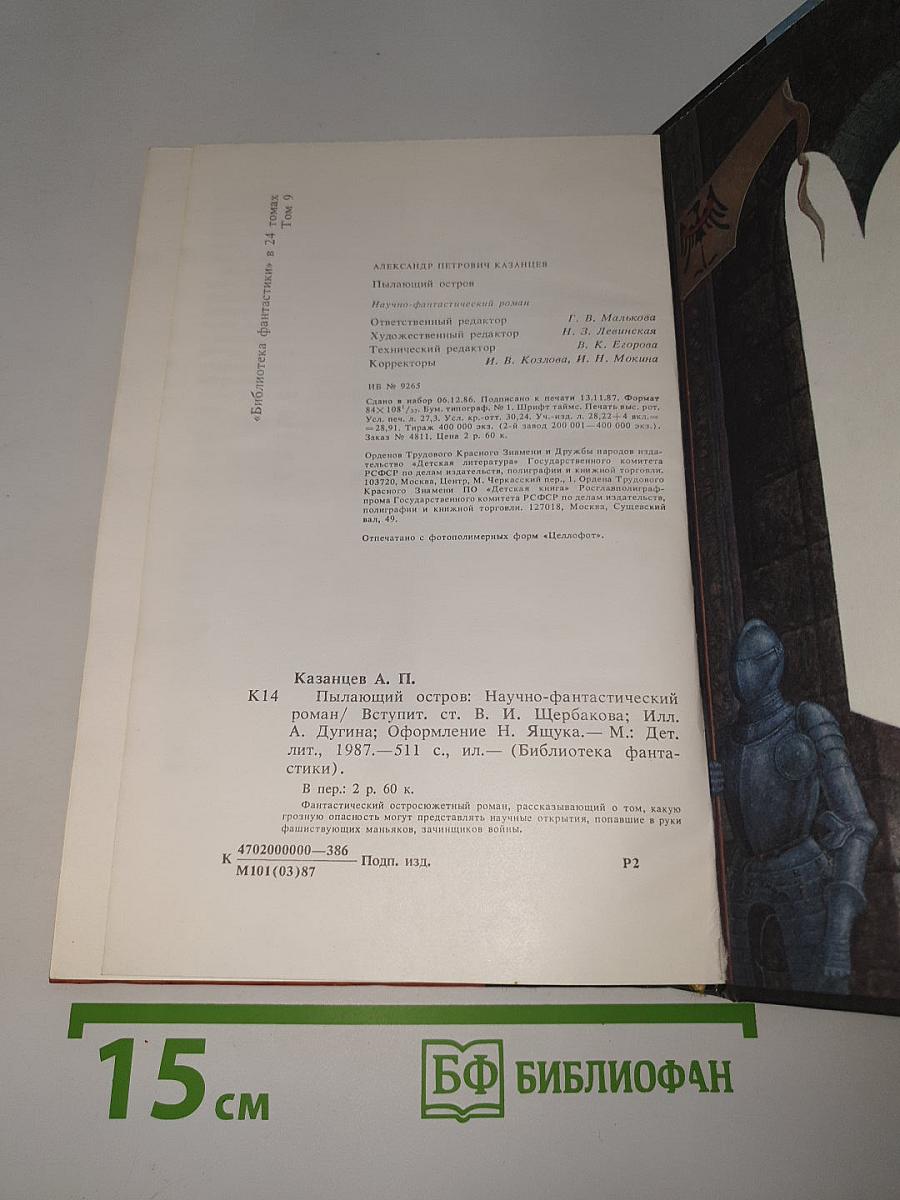 «Библиотека фантастики» в 24 томах
Том 9
АЛЕКСАНДР ПЕТРОВИЧ КАЗАНЦЕВ
Пылающий остров
Научно-фантастический роман
Ответственный редактор Г. В. Малькова
Художественный редактор Н. З. Левинская
Технический редактор В. К. Егорова
Корректоры И. В. Козлова, И. Н. Мокина
ИБ № 9265
Сдано в набор 06.12.86. Подписано к печати 13.11.87. Формат
84×108¹/₃₂. Бум. типограф. № 1. Шрифт таймс. Печать выс. рот.
Усл. печ. л. 27,3. Усл. кр.-отт. 30,24. Уч.-изд. л. 28,22+4 вкл.=
=28,91. Тираж 400 000 экз. (2-й завод 200 001—400 000 экз.).
Заказ № 4811. Цена 2 р. 60 к.
Орденов Трудового Красного Знамени и Дружбы народов изда-
тельство «Детская литература» Государственного комитета
РСФСР по делам издательств, полиграфии и книжной торговли.
103720, Москва, Центр, М. Черкасский пер., 1. Ордена Трудового
Красного Знамени ПО «Детская книга» Росглавполиграф-
прома Государственного комитета РСФСР по делам издательств,
полиграфии и книжной торговли. 127018, Москва, Сущевский
вал, 49.
Отпечатано с фотополимерных форм «Целлофот».
Казанцев А. П.
К14 Пылающий остров: Научно-фантастический
роман/ Вступит. ст. В. И. Щербакова; Илл.
А. Дугина; Оформление Н. Ящука.— М.: Дет.
лит., 1987.—511 с., ил.— (Библиотека фанта-
стики).
В пер.: 2 р. 60 к.
Фантастический остросюжетный роман, рассказывающий о том, какую
грозную опасность могут представлять научные открытия, попавшие в руки
фашиствующих маньяков, зачинщиков войны.
К 4702000000—386 Подп. изд. Р2
М101(03)87
15 см
БФ БИБЛИОФАН